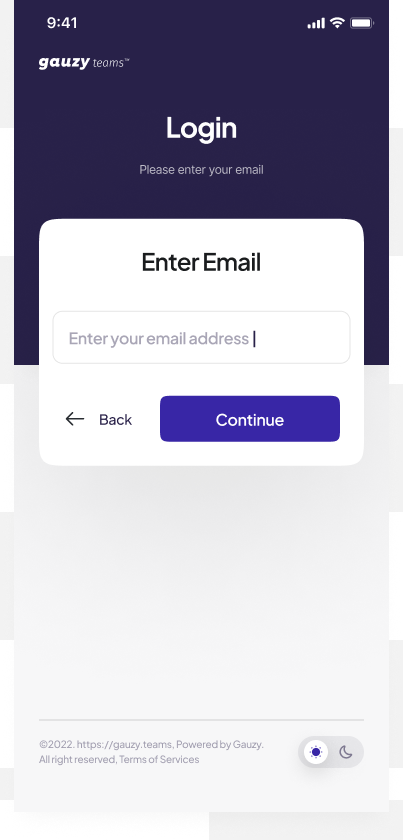 9:41
gauzy teams™
Login
Please enter your email
Enter Email
Enter your email address
Back
Continue
©2022. https://gauzy.teams, Powered by Gauzy.
All right reserved, Terms of Services